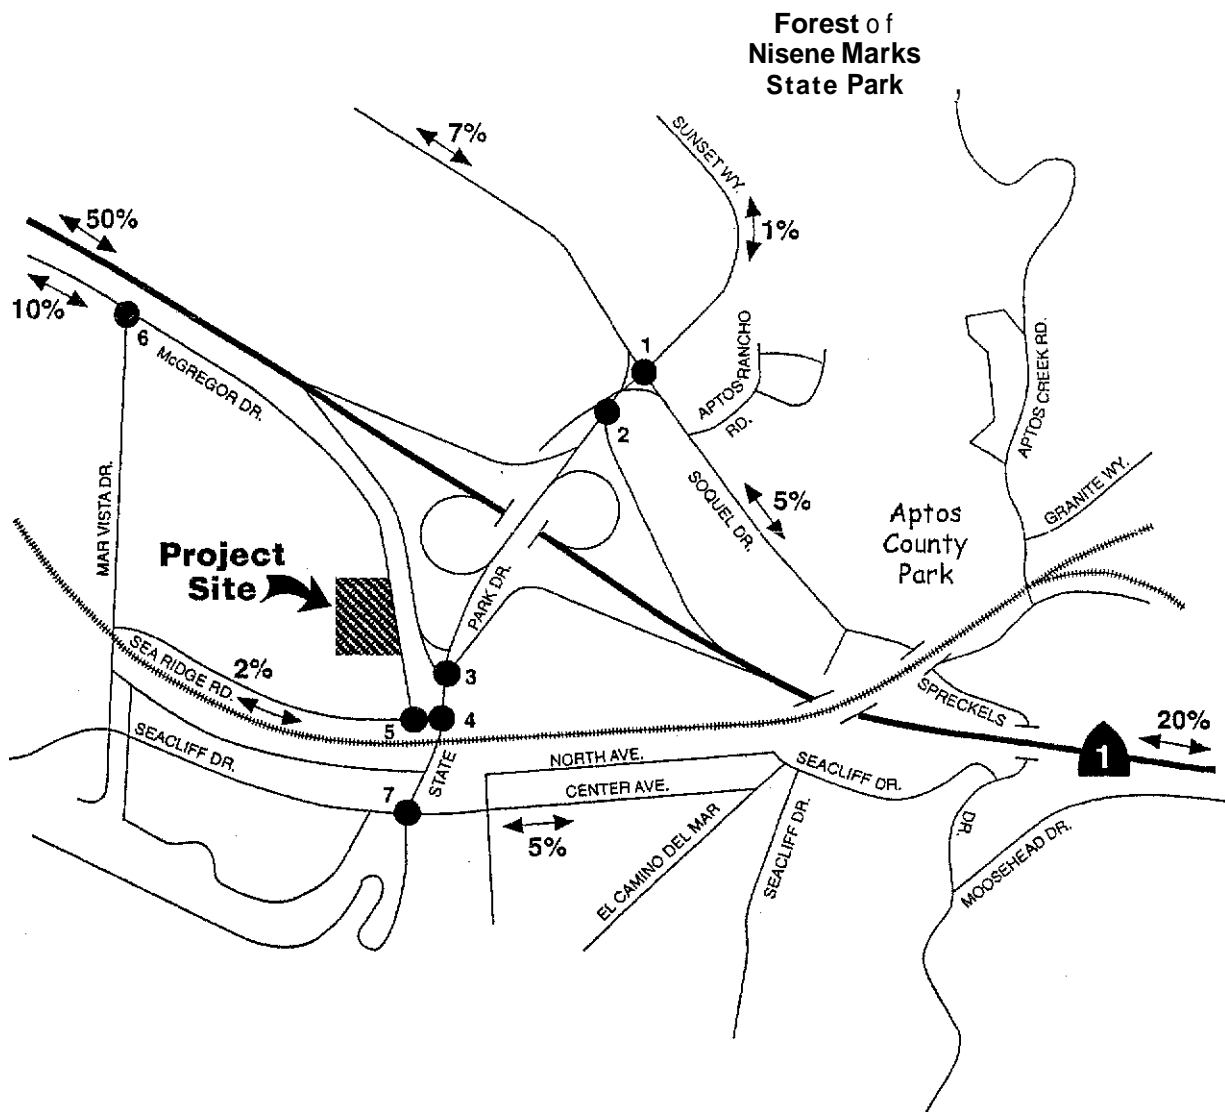 Forest of
Nisene Marks
State Park
7%
SUNSET WY.
50%
1%
10%
6
McGREGOR DR.
1
APTOS RANCHO
RD.
2
APTOS CREEK RD.
MAR VISTA DR.
SOQUEL DR.
5%
GRANITE WY.
Aptos
County
Park
Project
Site
PARK DR.
SEA RIDGE RD.
2%
3
5
4
SPRECKELS
20%
1
SEACLIFF DR.
STATE
NORTH AVE.
CENTER AVE.
SEACLIFF DR.
7
5%
EL CAMINO DEL MAR
SEACLIFF DR.
DR.
MOOSEHEAD DR.